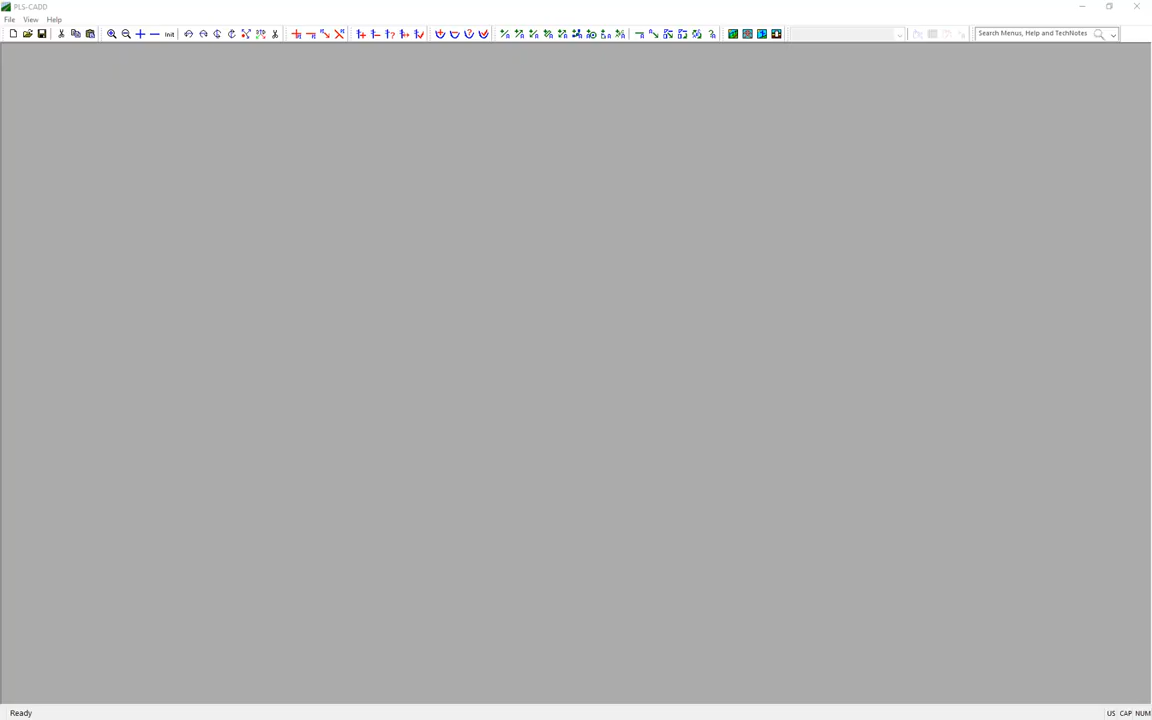 PLS-CADD
File View Help
Init
Search Menus, Help and TechNotes
Ready
US CAP NUM